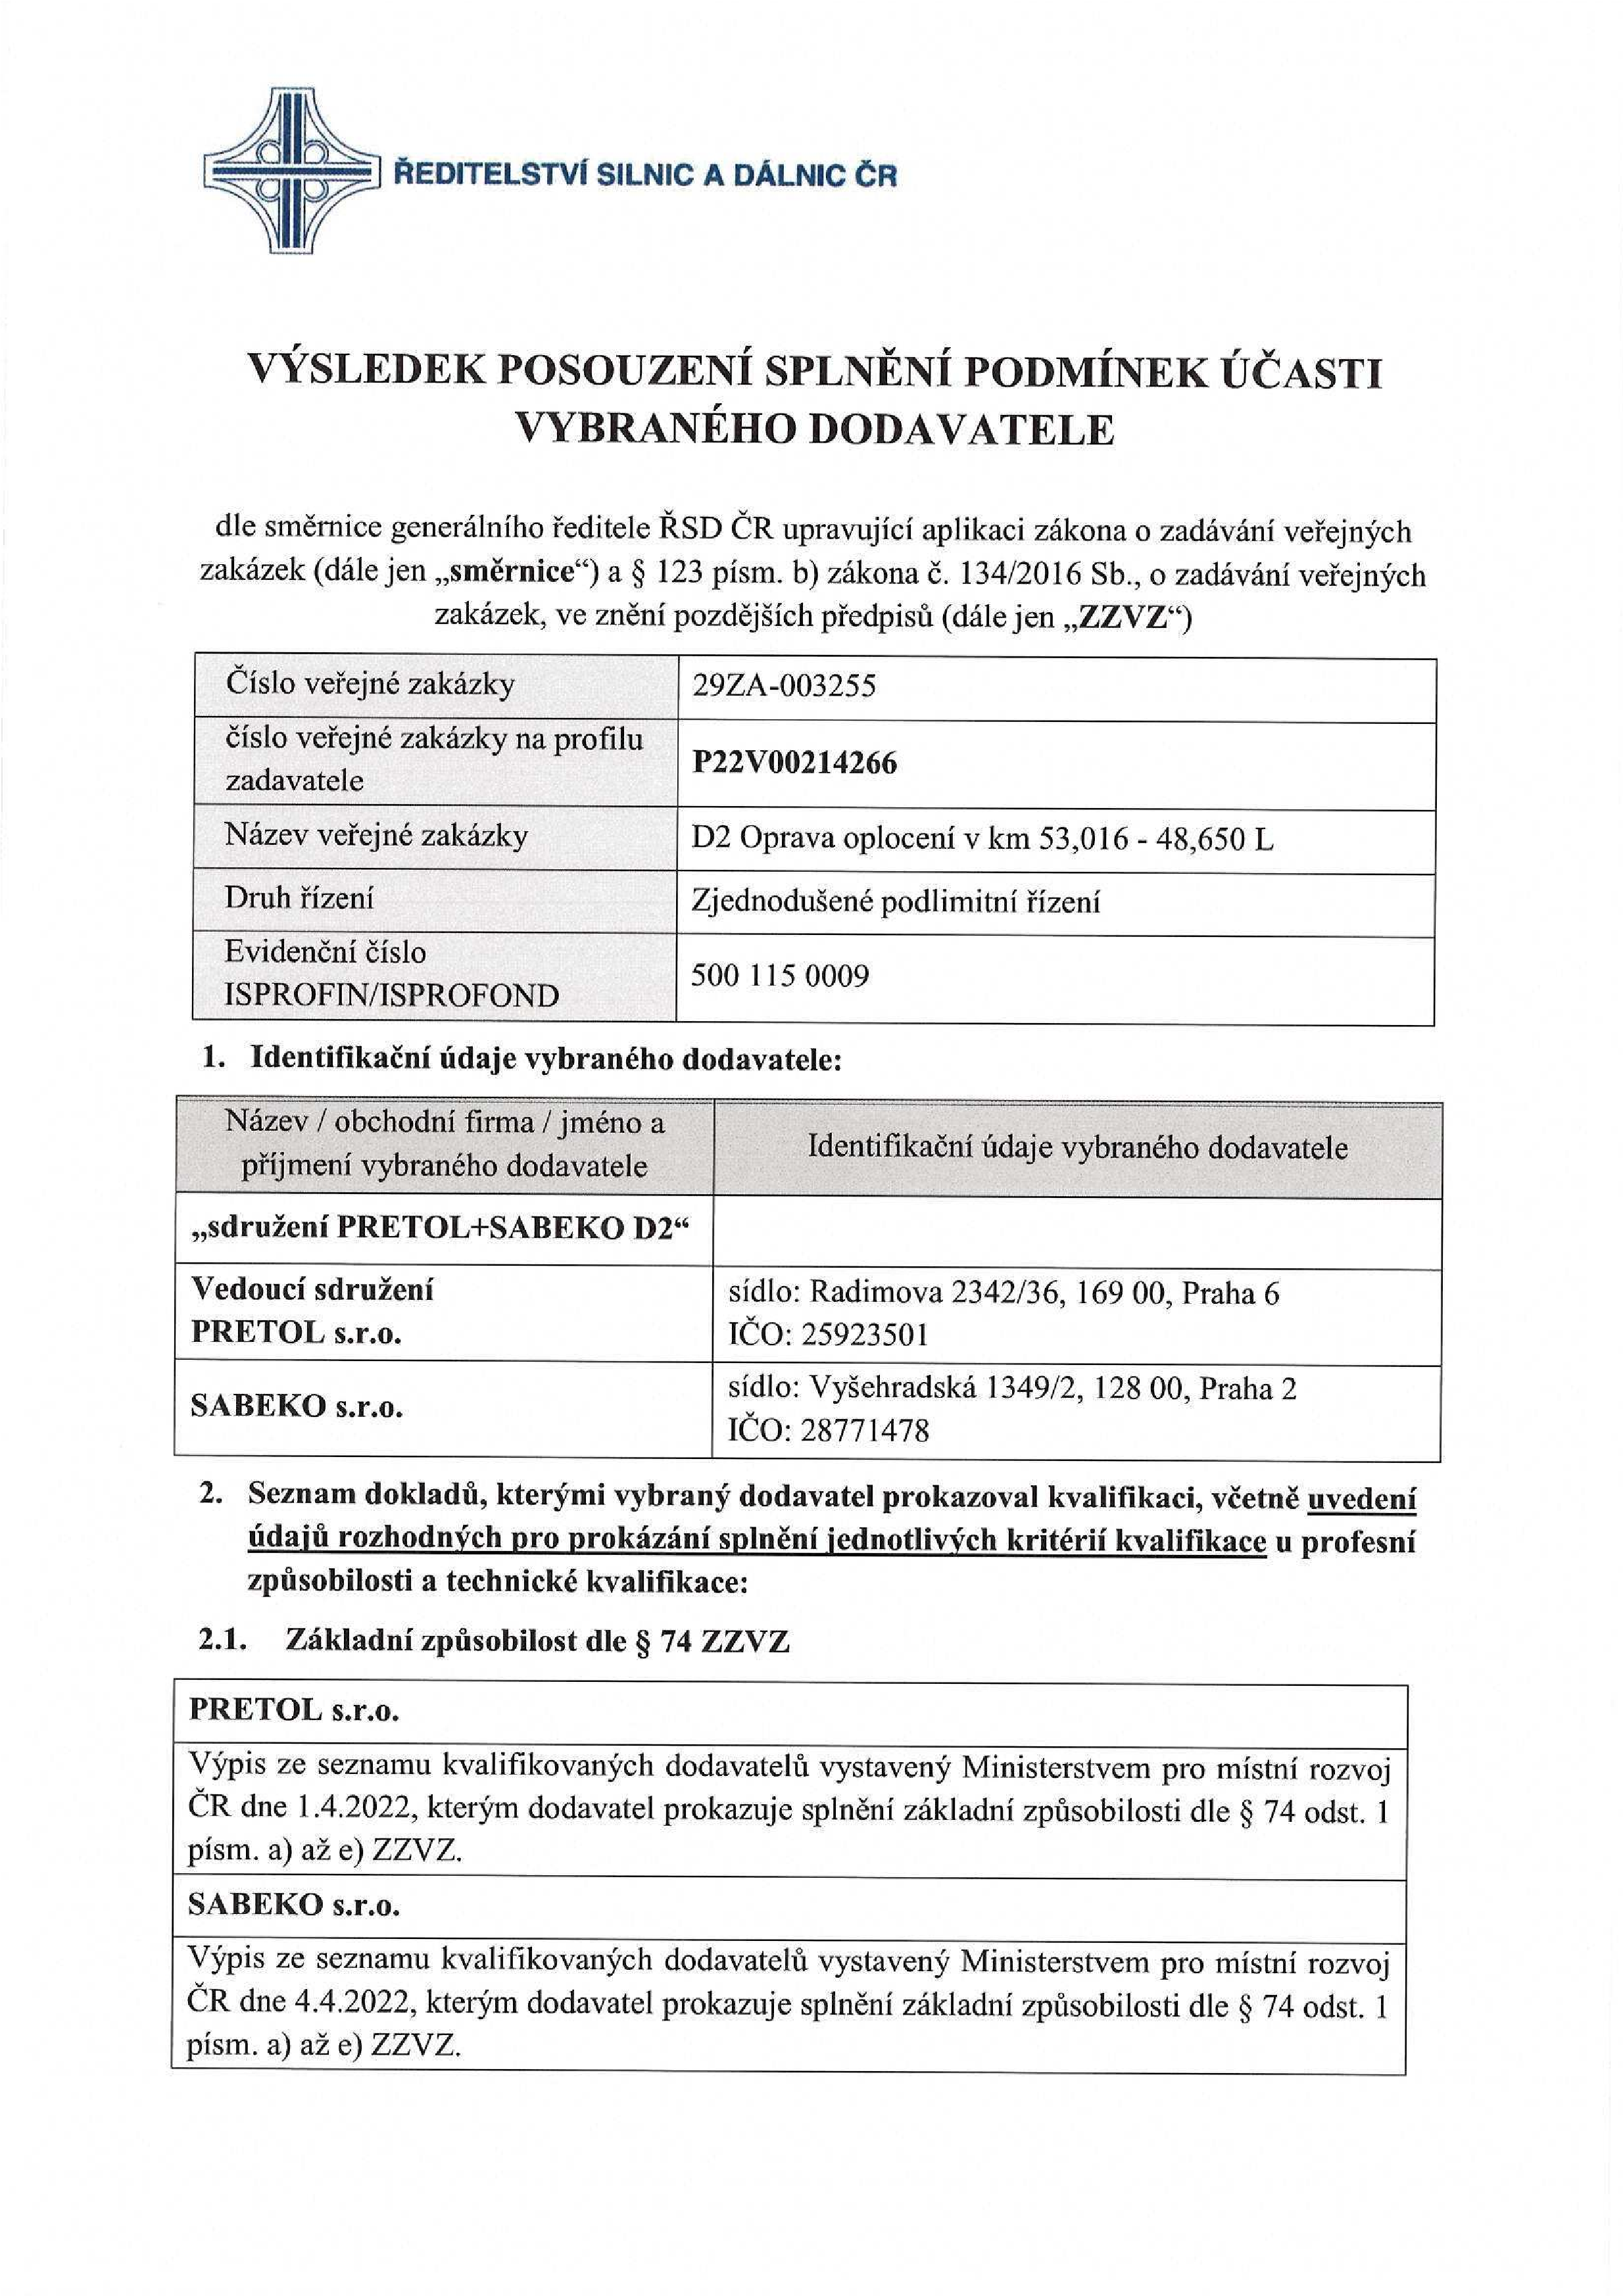 ŘEDITELSTVÍ SILNIC A DÁLNIC ČR
VÝSLEDEK POSOUZENÍ SPLNĚNÍ PODMÍNEK ÚČASTI
VYBRANÉHO DODAVATELE
dle směrnice generálního ředitele ŘSD ČR upravující aplikaci zákona o zadávání veřejných
zakázek (dále jen „směrnice“) a § 123 písm. b) zákona č. 134/2016 Sb., o zadávání veřejných
zakázek, ve znění pozdějších předpisů (dále jen „ZZVZ“)
Číslo veřejné zakázky
29ZA-003255
číslo veřejné zakázky na profilu
zadavatele
P22V00214266
Název veřejné zakázky
D2 Oprava oplocení v km 53,016 - 48,650 L
Druh řízení
Zjednodušené podlimitní řízení
Evidenční číslo
ISPROFIN/ISPROFOND
500 115 0009
1. Identifikační údaje vybraného dodavatele:
Název / obchodní firma / jméno a
příjmení vybraného dodavatele
Identifikační údaje vybraného dodavatele
„sdružení PRETOL+SABEKO D2“
Vedoucí sdružení
PRETOL s.r.o.
sídlo: Radimova 2342/36, 169 00, Praha 6
IČO: 25923501
SABEKO s.r.o.
sídlo: Vyšehradská 1349/2, 128 00, Praha 2
IČO: 28771478
2. Seznam dokladů, kterými vybraný dodavatel prokazoval kvalifikaci, včetně uvedení
údajů rozhodných pro prokázání splnění jednotlivých kritérií kvalifikace u profesní
způsobilosti a technické kvalifikace:
2.1. Základní způsobilost dle § 74 ZZVZ
PRETOL s.r.o.
Výpis ze seznamu kvalifikovaných dodavatelů vystavený Ministerstvem pro místní rozvoj
ČR dne 1.4.2022, kterým dodavatel prokazuje splnění základní způsobilosti dle § 74 odst. 1
písm. a) až e) ZZVZ.
SABEKO s.r.o.
Výpis ze seznamu kvalifikovaných dodavatelů vystavený Ministerstvem pro místní rozvoj
ČR dne 4.4.2022, kterým dodavatel prokazuje splnění základní způsobilosti dle § 74 odst. 1
písm. a) až e) ZZVZ.